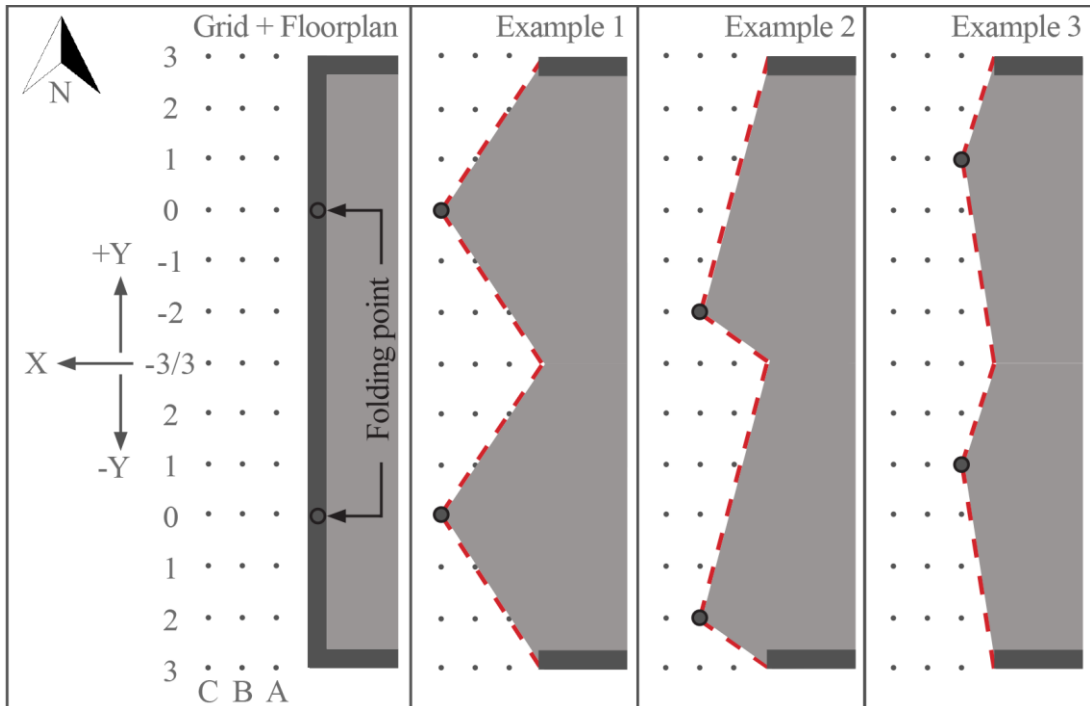 Grid + Floorplan
Example 1
Example 2
Example 3
N
3
2
1
0
-1
-2
-3/3
2
1
0
1
2
3
+Y
X
-Y
Folding point
C B A